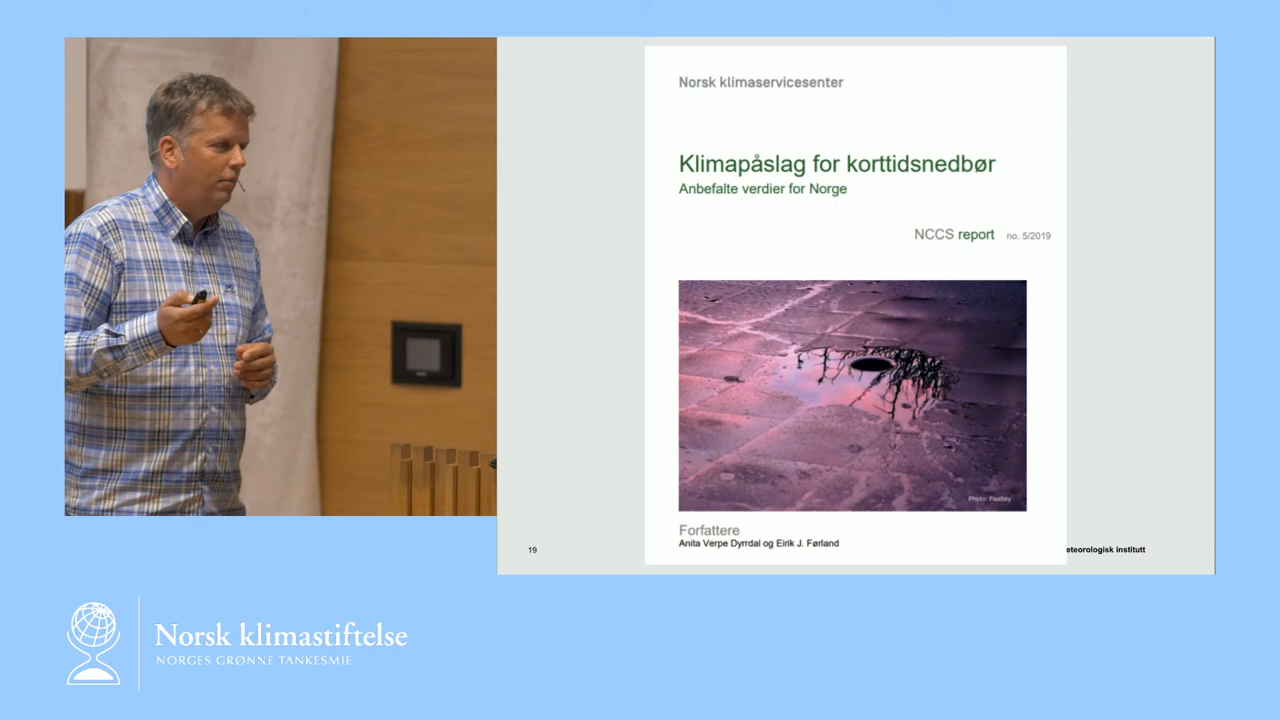 Norsk klimaservicesenter
Klimapåslag for korttidsnedbør
Anbefalte verdier for Norge
NCCS report no. 5/2019
Photo: Pixabay
Forfattere
Anita Verpe Dyrrdal og Eirik J. Førland
19
eteorologisk institutt
Norsk klimastiftelse
NORGES GRØNNE TANKESMIE